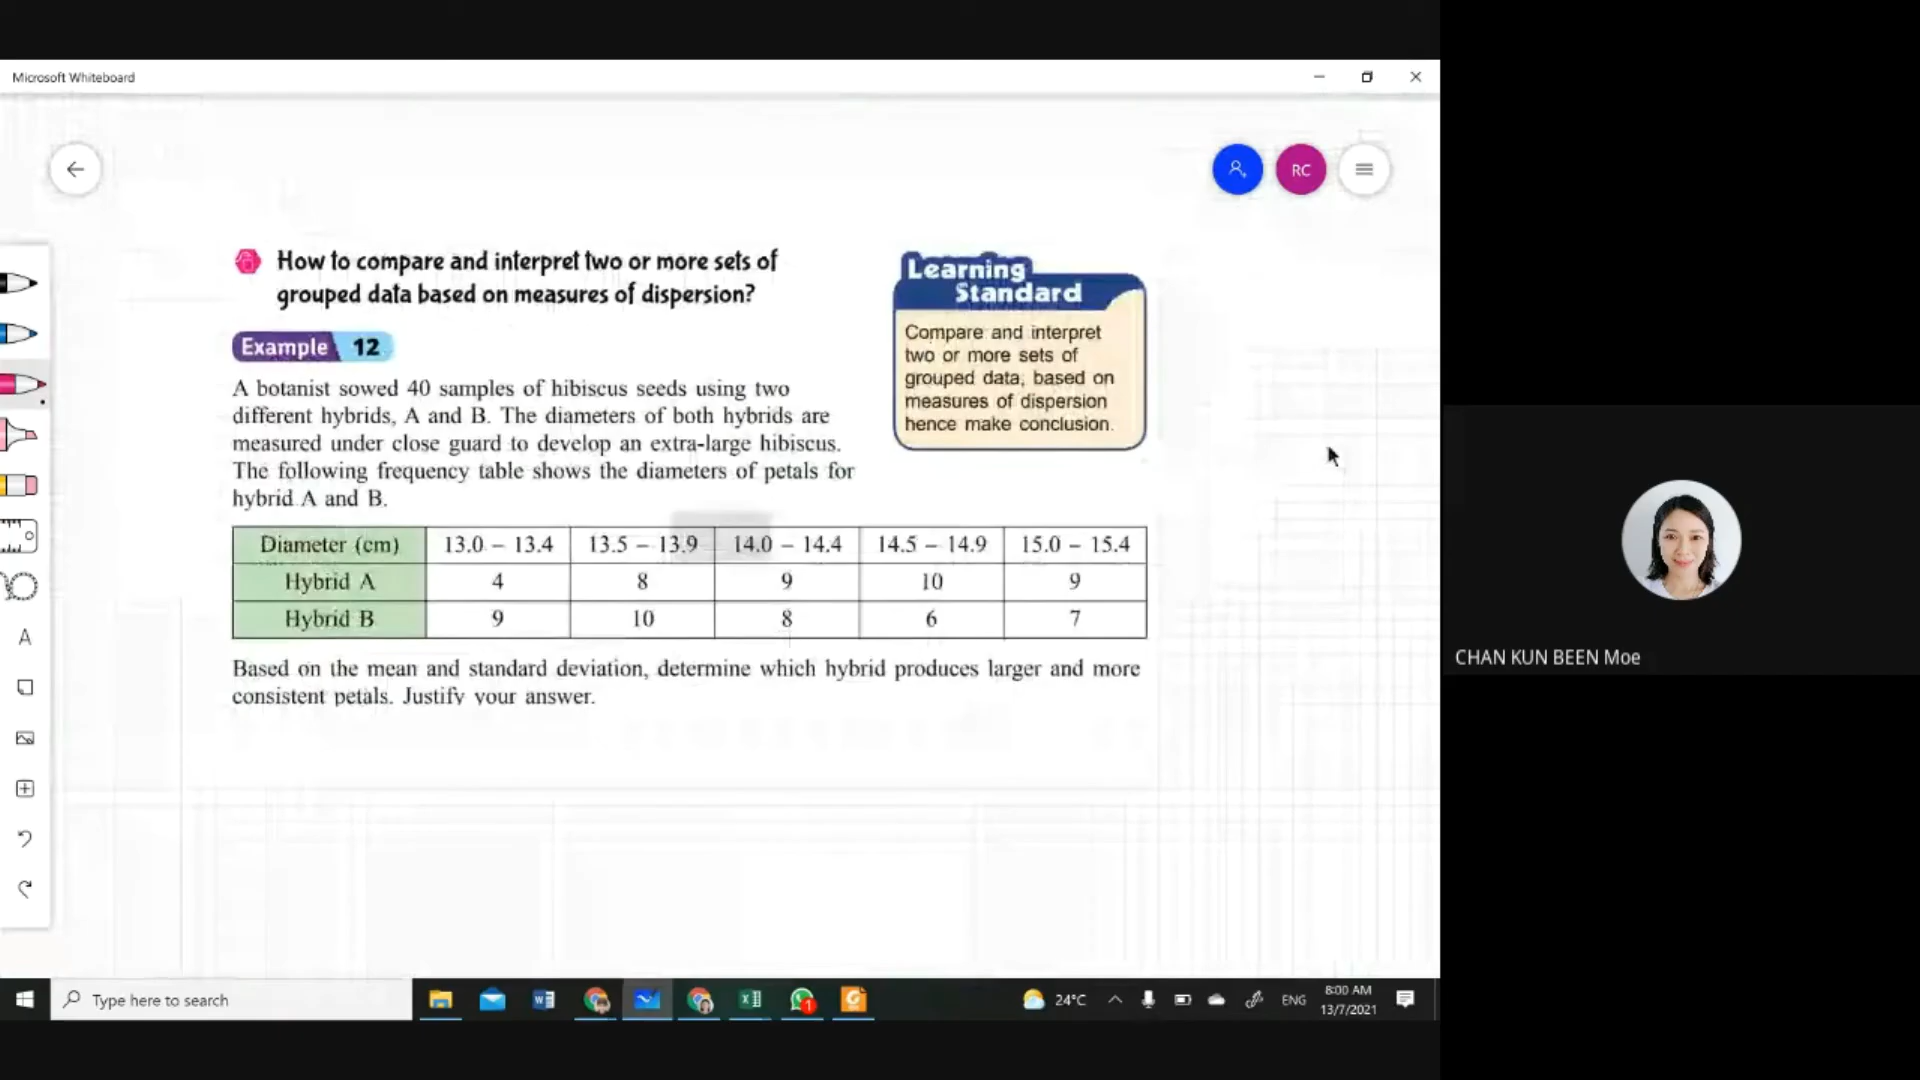 Microsoft Whiteboard
RC
How to compare and interpret two or more sets of
grouped data based on measures of dispersion?
Learning
Standard
Compare and interpret
two or more sets of
grouped data, based on
measures of dispersion
hence make conclusion.
Example 12
A botanist sowed 40 samples of hibiscus seeds using two
different hybrids, A and B. The diameters of both hybrids are
measured under close guard to develop an extra-large hibiscus.
The following frequency table shows the diameters of petals for
hybrid A and B.
Diameter (cm) 13.0 – 13.4 13.5 – 13.9 14.0 – 14.4 14.5 – 14.9 15.0 – 15.4
Hybrid A 4 8 9 10 9
Hybrid B 9 10 8 6 7
Based on the mean and standard deviation, determine which hybrid produces larger and more
consistent petals. Justify your answer.
CHAN KUN BEEN Moe
Type here to search
24°C
ENG
8:00 AM
13/7/2021